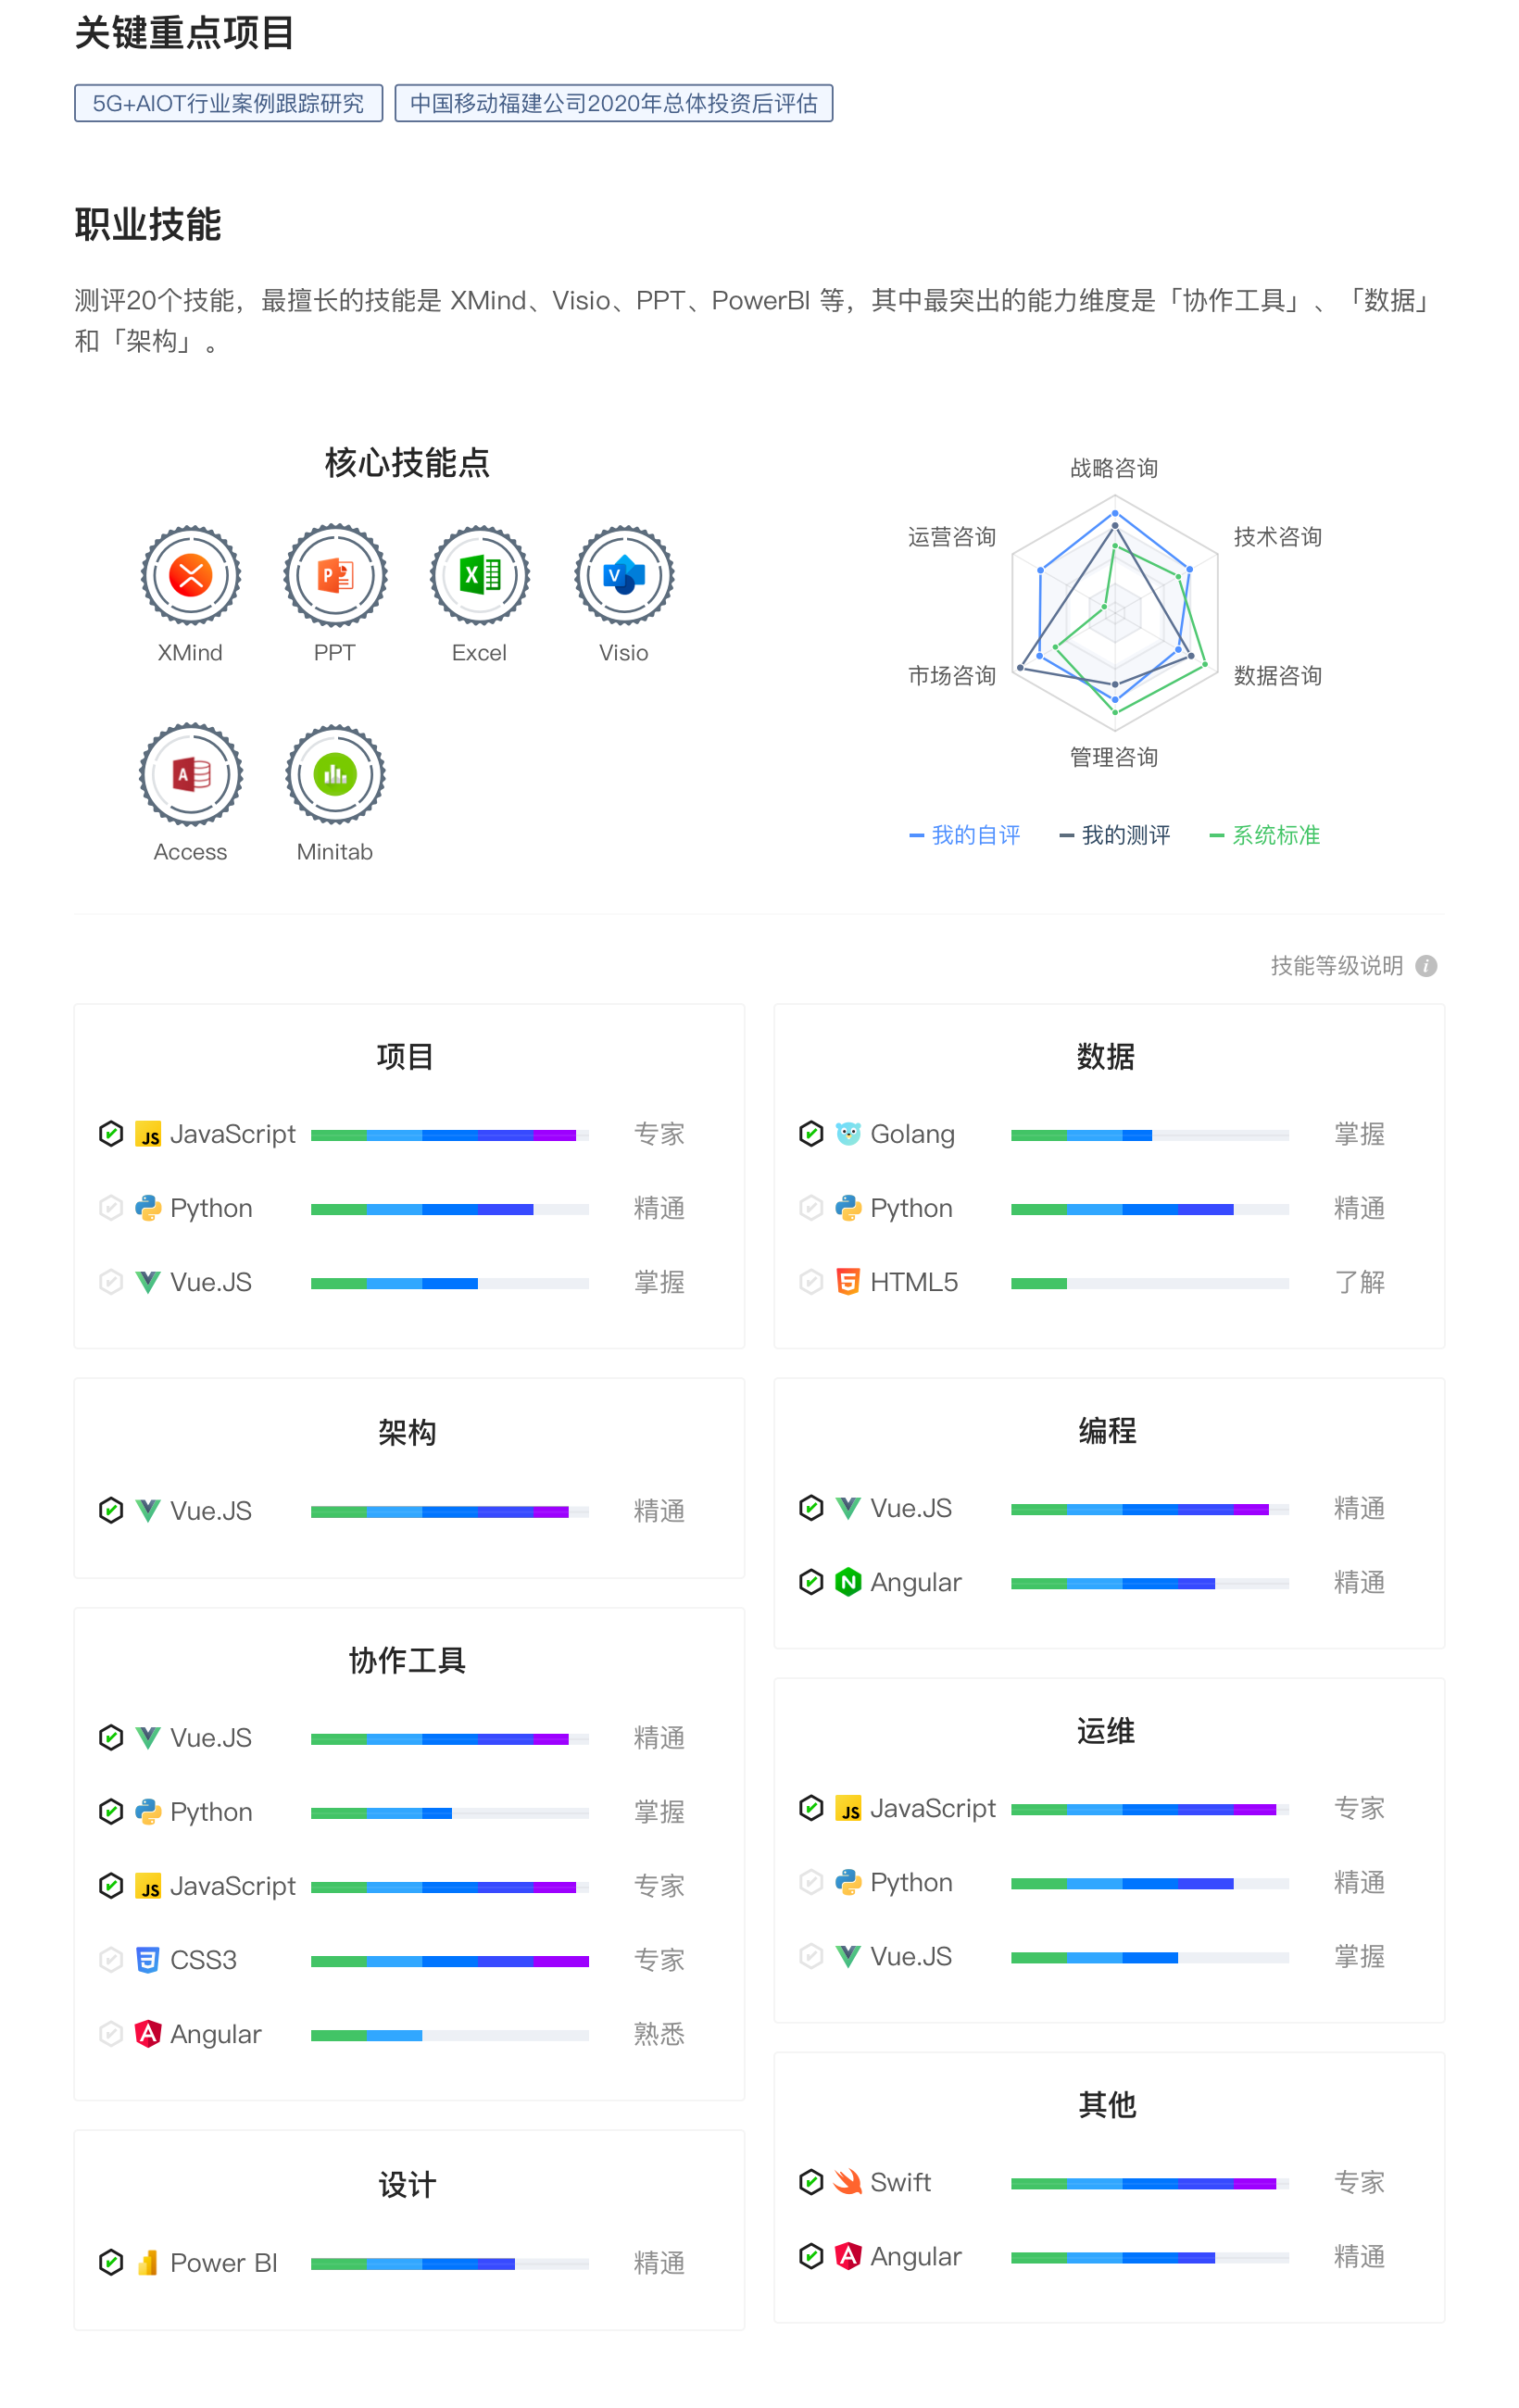 关键重点项目
5G+AIOT行业案例跟踪研究
中国移动福建公司2020年总体投资后评估
职业技能
测评20个技能，最擅长的技能是 XMind、Visio、PPT、PowerBI 等，其中最突出的能力维度是「协作工具」、「数据」
和「架构」。
核心技能点
XMind
PPT
Excel
Visio
Access
Minitab
战略咨询
运营咨询
技术咨询
市场咨询
数据咨询
管理咨询
我的自评
我的测评
系统标准
技能等级说明
项目
JavaScript 专家
Python 精通
Vue.JS 掌握
数据
Golang 掌握
Python 精通
HTML5 了解
架构
Vue.JS 精通
编程
Vue.JS 精通
Angular 精通
协作工具
Vue.JS 精通
Python 掌握
JavaScript 专家
CSS3 专家
Angular 熟悉
运维
JavaScript 专家
Python 精通
Vue.JS 掌握
设计
Power BI 精通
其他
Swift 专家
Angular 精通